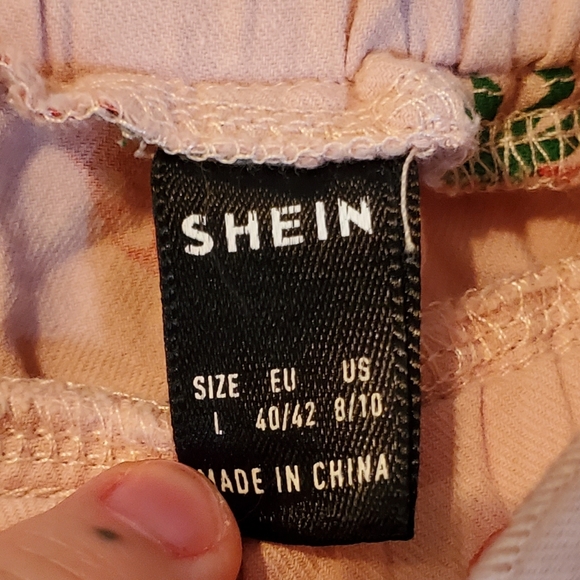 SHEIN
SIZE EU US
L 40/42 8/10
MADE IN CHINA